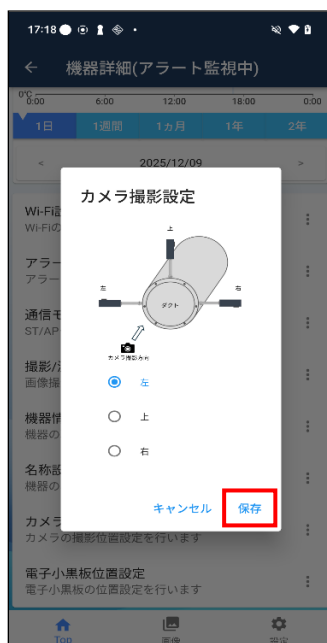 17:18
機器詳細(アラート監視中)
0℃
0:00 6:00 12:00 18:00 0:00
1日 1週間 1ヵ月 1年 2年
< 2025/12/09 >
カメラ撮影設定
上
左
右
ダクト
カメラ撮影方向
左
上
右
キャンセル 保存
Wi-Fi
Wi-Fiの
アラー
アラー
通信モ
ST/AP
撮影/
画像撮
機器情
機器の
名称設
機器の
カメラ
カメラの撮影位置設定を行います
電子小黒板位置設定
電子小黒板の位置設定を行います
Top 画像 設定